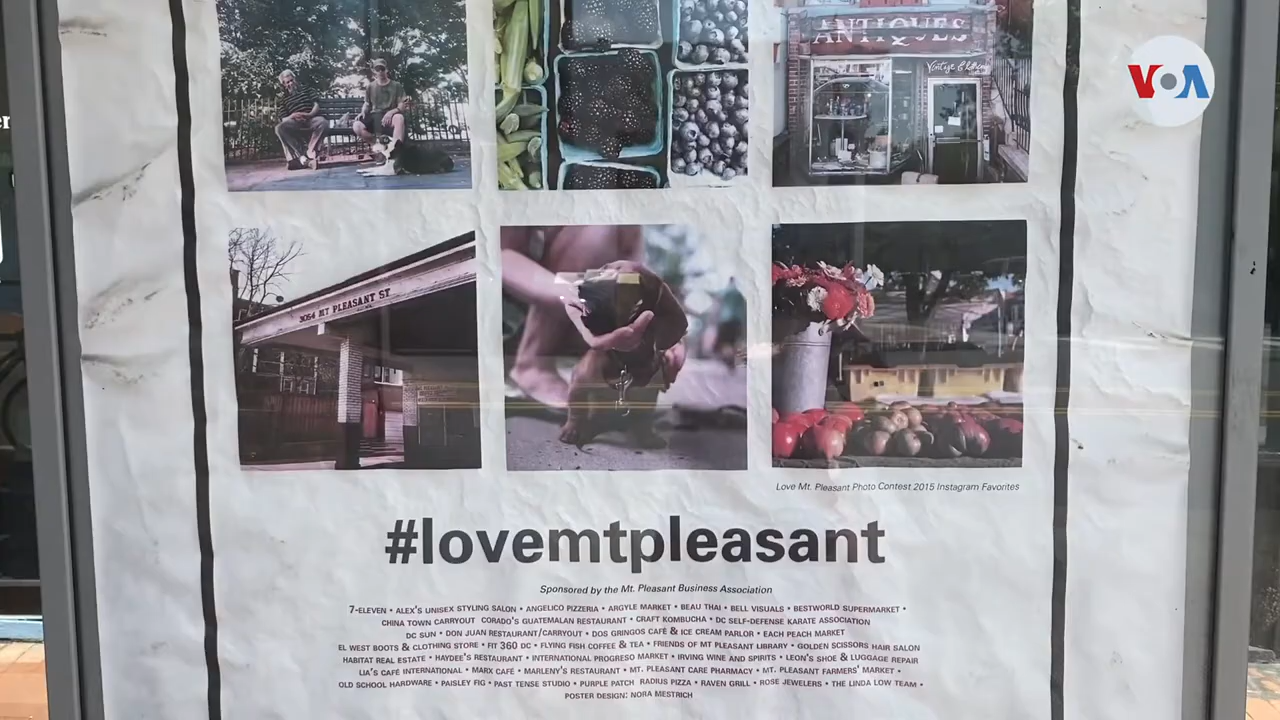 ANTIQUES
VOA
Vintage Clothing
3064 MT PLEASANT ST
Love Mt. Pleasant Photo Contest 2015 Instagram Favorites
#lovemtpleasant
Sponsored by the Mt. Pleasant Business Association
7-ELEVEN • ALEX'S UNISEX STYLING SALON • ANGELICO PIZZERIA • ARGYLE MARKET • BEAU THAI • BELL VISUALS • BESTWORLD SUPERMARKET •
CHINA TOWN CARRYOUT CORADO'S GUATEMALAN RESTAURANT • CRAFT KOMBUCHA • DC SELF-DEFENSE KARATE ASSOCIATION
DC SUN • DON JUAN RESTAURANT/CARRYOUT • DOS GRINGOS CAFÉ & ICE CREAM PARLOR • EACH PEACH MARKET
EL WEST BOOTS & CLOTHING STORE • FIT 360 DC • FLYING FISH COFFEE & TEA • FRIENDS OF MT PLEASANT LIBRARY • GOLDEN SCISSORS HAIR SALON
HABITAT REAL ESTATE • HAYDEE'S RESTAURANT • INTERNATIONAL PROGRESO MARKET • IRVING WINE AND SPIRITS • LEON'S SHOE & LUGGAGE REPAIR
LIA'S CAFÉ INTERNATIONAL • MARX CAFÉ • MARLENY'S RESTAURANT • MT. PLEASANT CARE PHARMACY • MT. PLEASANT FARMERS' MARKET •
OLD SCHOOL HARDWARE • PAISLEY FIG • PAST TENSE STUDIO • PURPLE PATCH RADIUS PIZZA • RAVEN GRILL • ROSE JEWELERS • THE LINDA LOW TEAM •
POSTER DESIGN: NORA MESTRICH